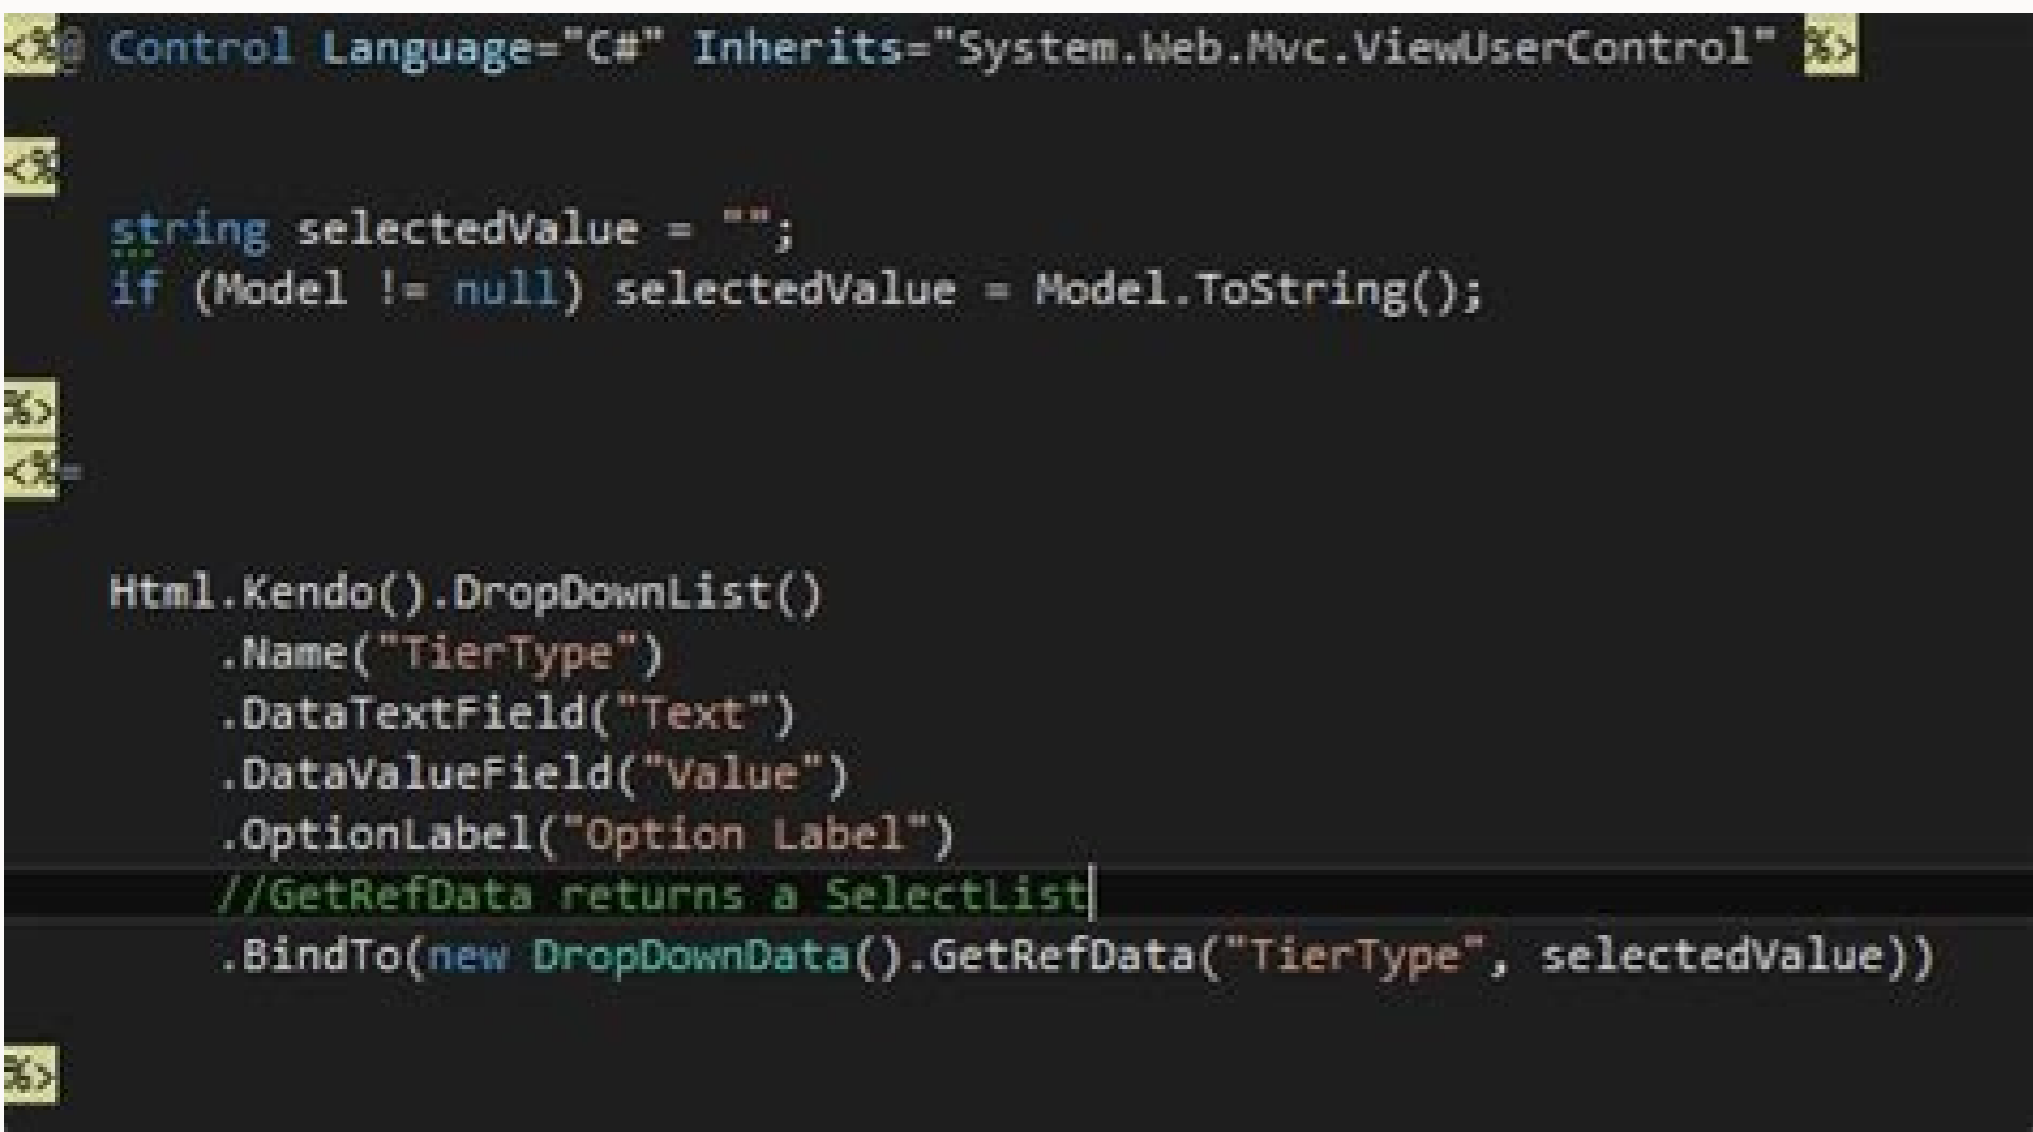 <%@ Control Language="C#" Inherits="System.Web.Mvc.ViewUserControl" %>
<%
string selectedValue = "";
if (Model != null) selectedValue = Model.ToString();
%>
<%=
Html.Kendo().DropDownList()
.Name("TierType")
.DataTextField("Text")
.DataValueField("Value")
.OptionLabel("Option Label")
//GetRefData returns a SelectList
.BindTo(new DropDownData().GetRefData("TierType", selectedValue))
%>